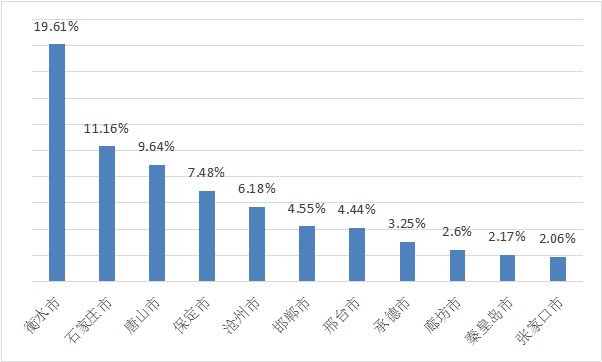 19.61%
11.16%
9.64%
7.48%
6.18%
4.55%
4.44%
3.25%
2.6%
2.17%
2.06%
衡水市
石家庄市
唐山市
保定市
沧州市
邯郸市
邢台市
承德市
廊坊市
秦皇岛市
张家口市